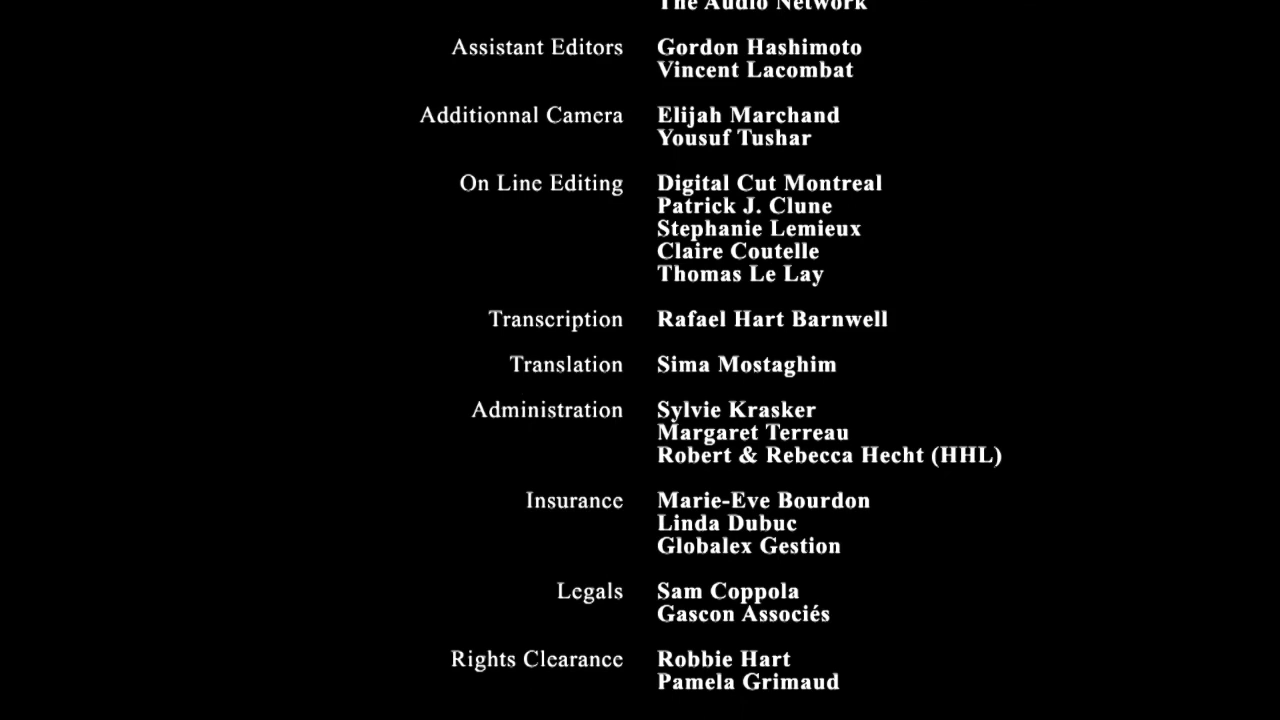 The Audio Network
Assistant Editors Gordon Hashimoto
Vincent Lacombat
Additionnal Camera Elijah Marchand
Yousuf Tushar
On Line Editing Digital Cut Montreal
Patrick J. Clune
Stephanie Lemieux
Claire Coutelle
Thomas Le Lay
Transcription Rafael Hart Barnwell
Translation Sima Mostaghim
Administration Sylvie Krasker
Margaret Terreau
Robert & Rebecca Hecht (HHL)
Insurance Marie-Eve Bourdon
Linda Dubuc
Globalex Gestion
Legals Sam Coppola
Gascon Associés
Rights Clearance Robbie Hart
Pamela Grimaud